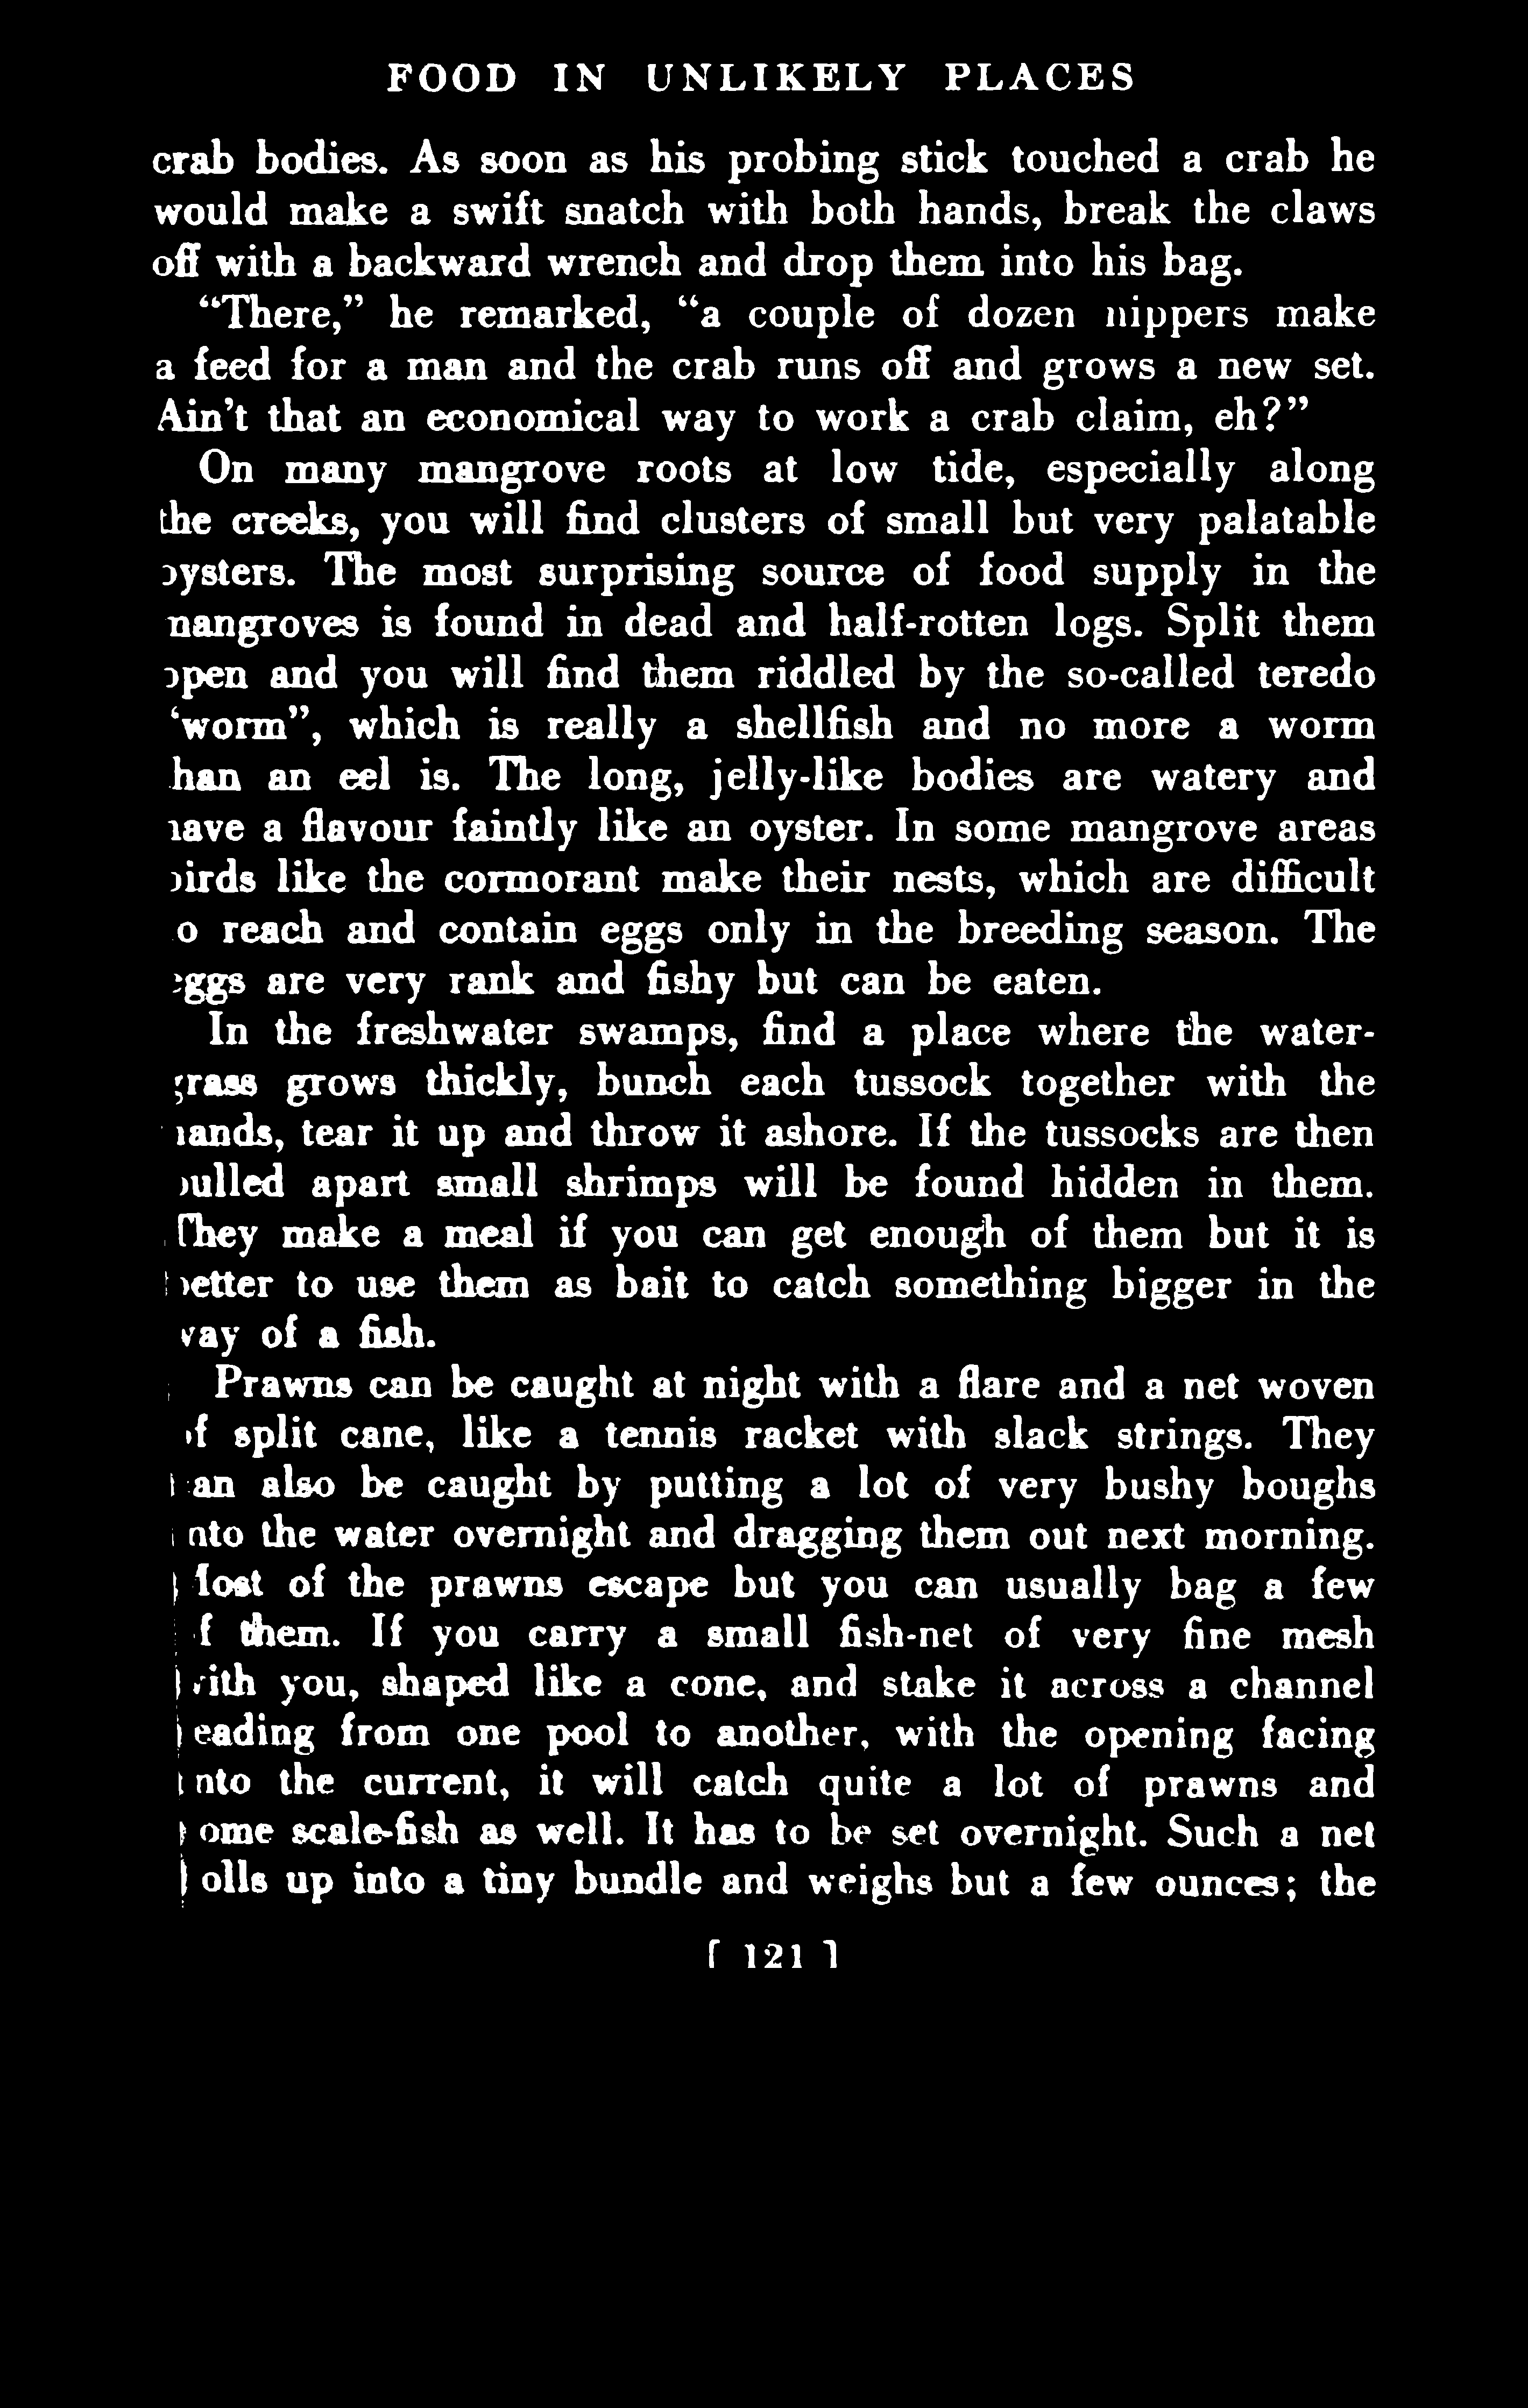 FOOD IN UNLIKELY PLACES
crab bodies. As soon as his probing stick touched a crab he
would make a swift snatch with both hands, break the claws
off with a backward wrench and drop them into his bag.
“There,” he remarked, “a couple of dozen nippers make
a feed for a man and the crab runs off and grows a new set.
Ain’t that an economical way to work a crab claim, eh?”
On many mangrove roots at low tide, especially along
the creeks, you will find clusters of small but very palatable
oysters. The most surprising source of food supply in the
mangroves is found in dead and half-rotten logs. Split them
open and you will find them riddled by the so-called teredo
‘worm”, which is really a shellfish and no more a worm
han an eel is. The long, jelly-like bodies are watery and
have a flavour faintly like an oyster. In some mangrove areas
birds like the cormorant make their nests, which are difficult
o reach and contain eggs only in the breeding season. The
eggs are very rank and fishy but can be eaten.
In the freshwater swamps, find a place where the water-
grass grows thickly, bunch each tussock together with the
hands, tear it up and throw it ashore. If the tussocks are then
pulled apart small shrimps will be found hidden in them.
They make a meal if you can get enough of them but it is
better to use them as bait to catch something bigger in the
way of a fish.
Prawns can be caught at night with a flare and a net woven
of split cane, like a tennis racket with slack strings. They
an also be caught by putting a lot of very bushy boughs
nto the water overnight and dragging them out next morning.
Most of the prawns escape but you can usually bag a few
f them. If you carry a small fish-net of very fine mesh
with you, shaped like a cone, and stake it across a channel
eading from one pool to another, with the opening facing
nto the current, it will catch quite a lot of prawns and
ome scale-fish as well. It has to be set overnight. Such a net
olls up into a tiny bundle and weighs but a few ounces; the
[ 121 ]